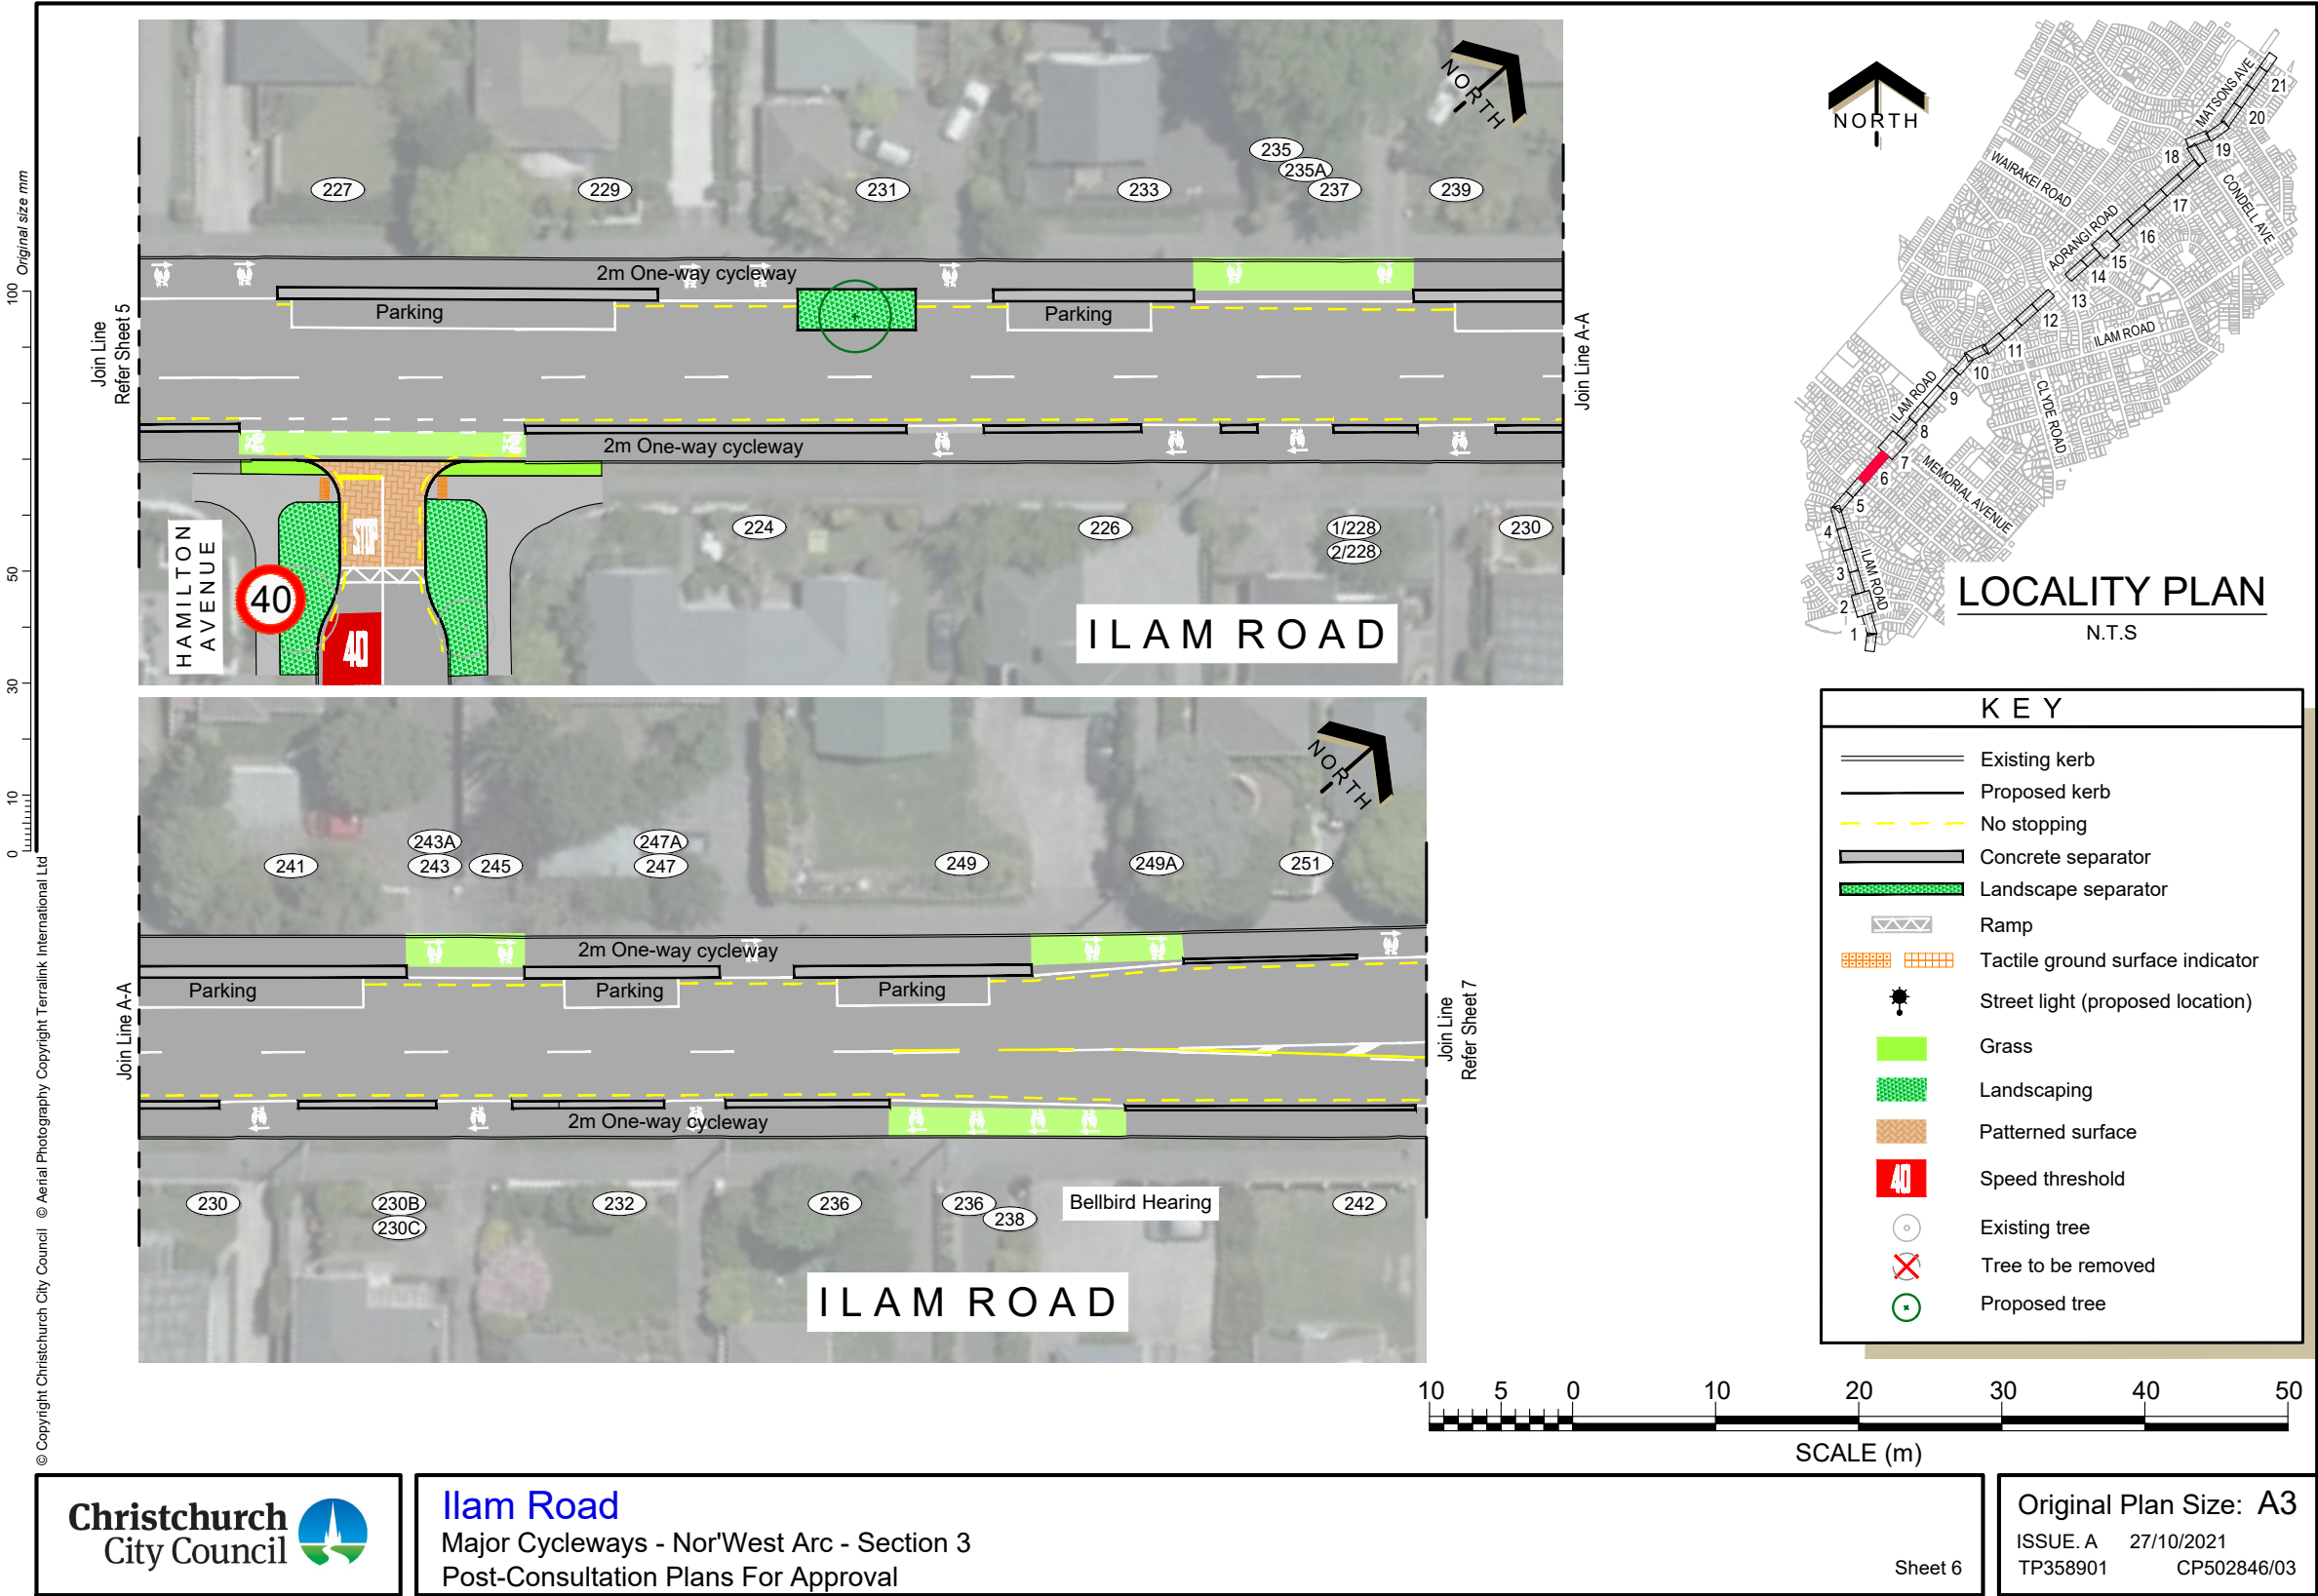 Original size mm
100
50
30
10
0
© Copyright Christchurch City Council © Aerial Photography Copyright Terralink International Ltd
NORTH
227
229
231
233
235
235A
237
239
2m One-way cycleway
Parking
Parking
Join Line
Refer Sheet 5
Join Line A-A
2m One-way cycleway
STOP
40
40
HAMILTON
AVENUE
224
226
1/228
2/228
230
ILAM ROAD
NORTH
241
243A
243
245
247A
247
249
249A
251
2m One-way cycleway
Parking
Parking
Parking
Join Line A-A
Join Line
Refer Sheet 7
2m One-way cycleway
230
230B
230C
232
236
236
238
Bellbird Hearing
242
ILAM ROAD
NORTH
MATSONS AVE
21
20
19
18
WAIRAKEI ROAD
CONDELL AVE
17
AORANGI ROAD
16
15
14
13
12
ILAM ROAD
11
10
CLYDE ROAD
ILAM ROAD
9
8
7
MEMORIAL AVENUE
6
5
4
3
ILAM ROAD
2
1
LOCALITY PLAN
N.T.S
KEY
Existing kerb
Proposed kerb
No stopping
Concrete separator
Landscape separator
Ramp
Tactile ground surface indicator
Street light (proposed location)
Grass
Landscaping
Patterned surface
40
Speed threshold
Existing tree
Tree to be removed
Proposed tree
10 5 0 10 20 30 40 50
SCALE (m)
Christchurch
City Council
Ilam Road
Major Cycleways - Nor'West Arc - Section 3
Post-Consultation Plans For Approval
Sheet 6
Original Plan Size: A3
ISSUE. A 27/10/2021
TP358901 CP502846/03